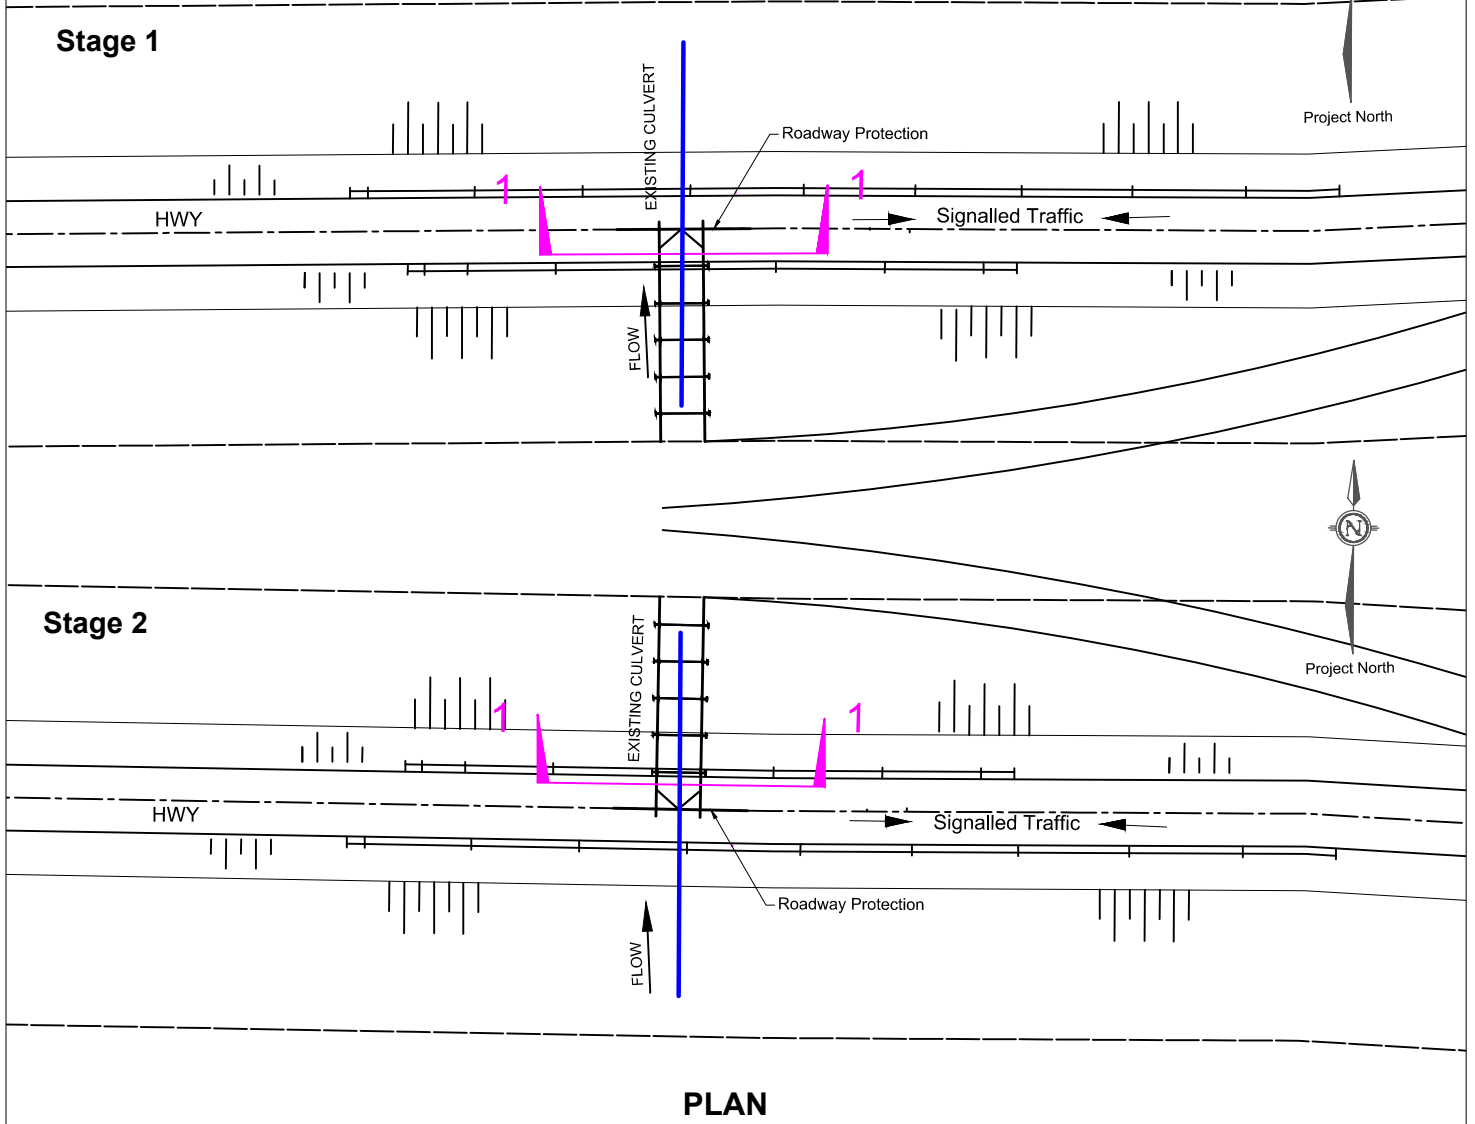 Stage 1
EXISTING CULVERT
Project North
Roadway Protection
1
1
HWY
Signalled Traffic
FLOW
N
Stage 2
EXISTING CULVERT
Project North
1
1
HWY
Signalled Traffic
Roadway Protection
FLOW
PLAN